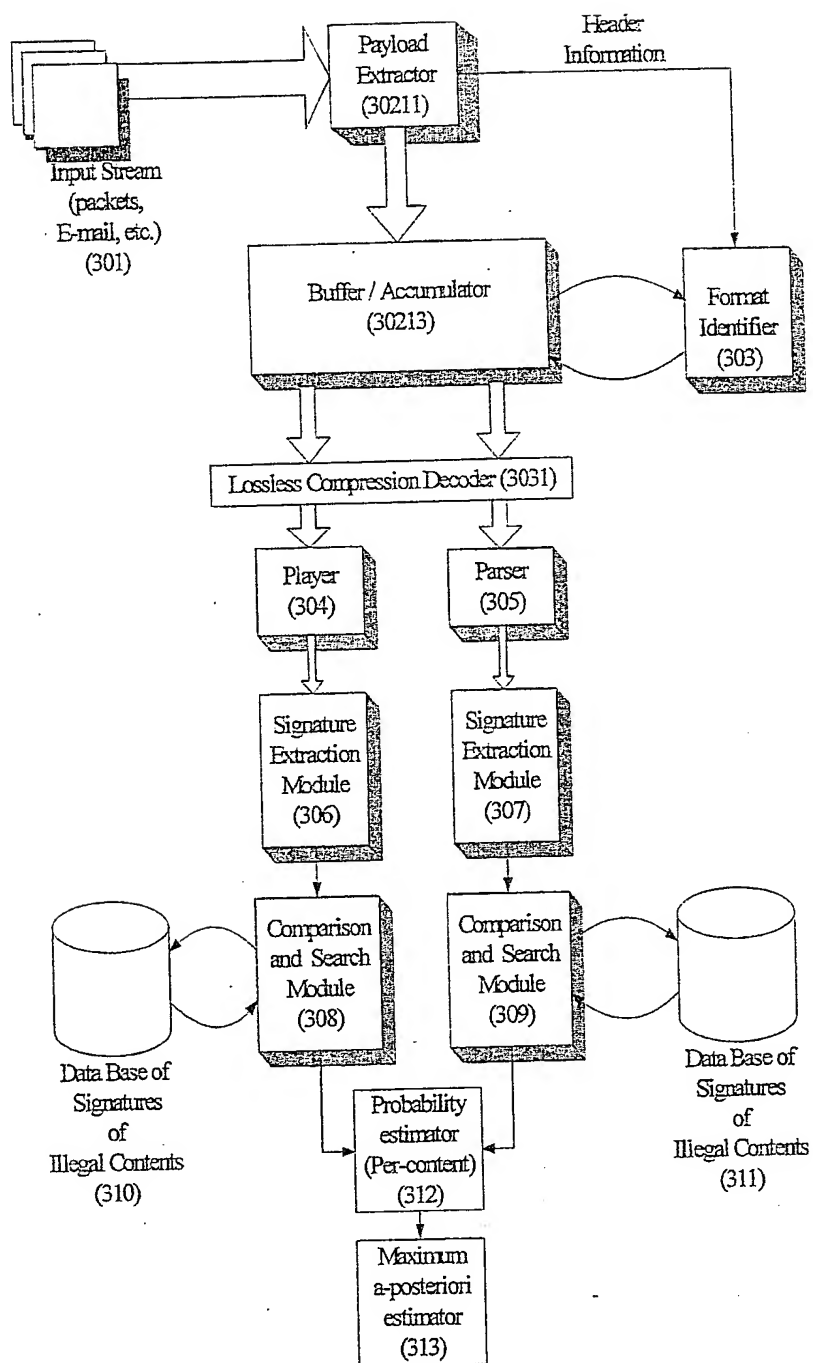 Payload
Extractor
(30211)
Header
Information
Input Stream
(packets,
E-mail, etc.)
(301)
Buffer / Accumulator
(30213)
Format
Identifier
(303)
Lossless Compression Decoder (3031)
Player
(304)
Parser
(305)
Signature
Extraction
Module
(306)
Signature
Extraction
Module
(307)
Comparison
and Search
Module
(308)
Comparison
and Search
Module
(309)
Data Base of
Signatures
of
Illegal Contents
(310)
Data Base of
Signatures
of
Illegal Contents
(311)
Probability
estimator
(Per-content)
(312)
Maximum
a-posteriori
estimator
(313)